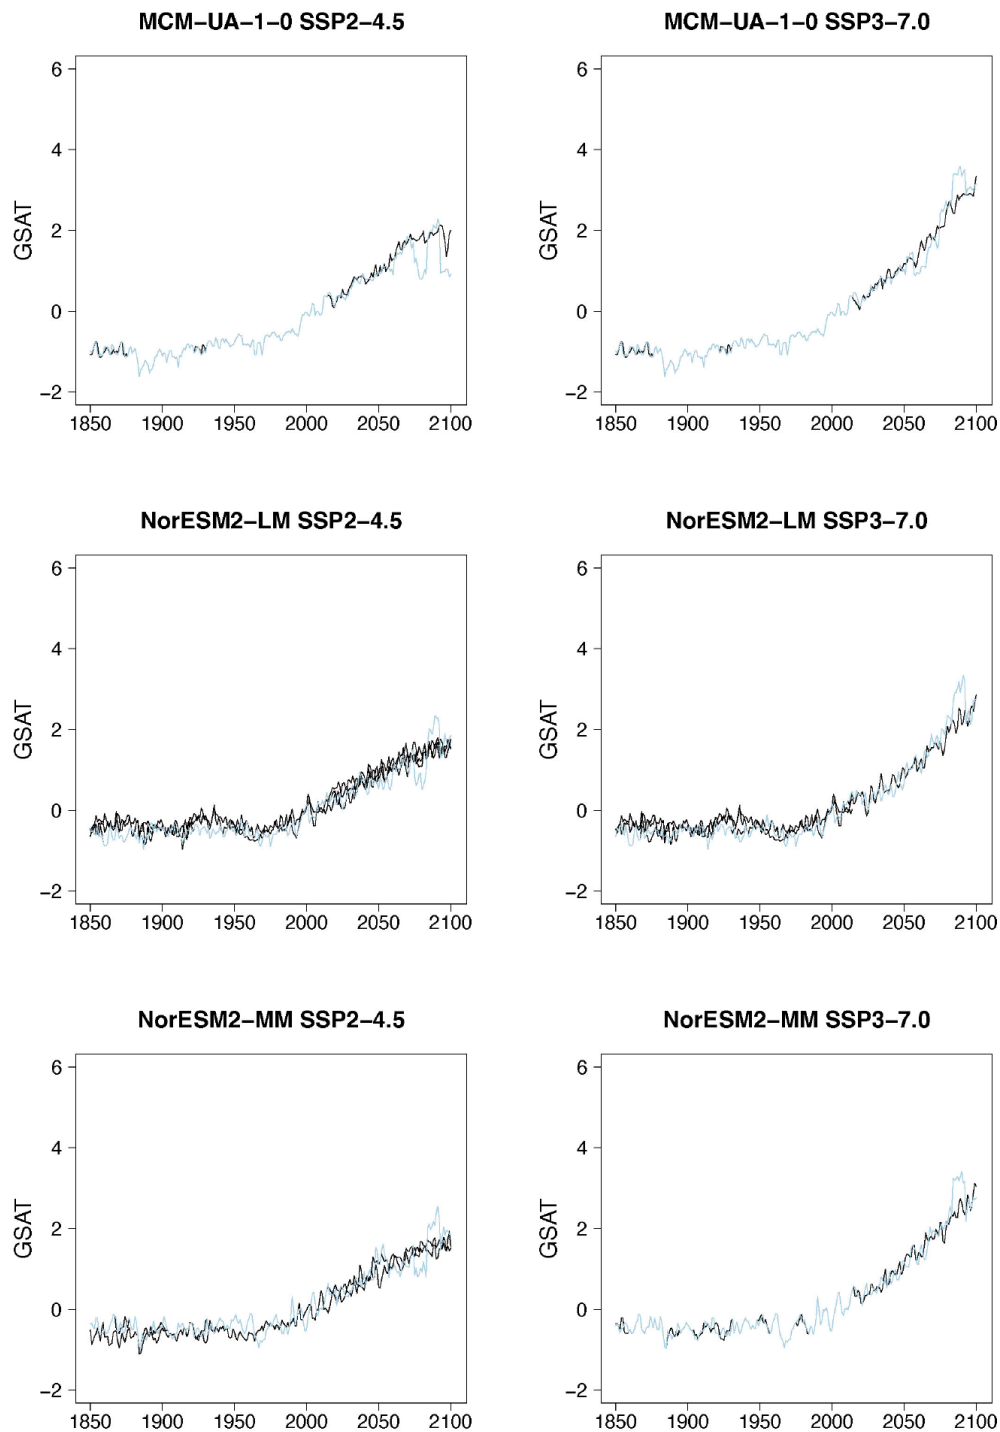 MCM−UA−1−0 SSP2−4.5
MCM−UA−1−0 SSP3−7.0
6
4
2
0
−2
GSAT
1850 1900 1950 2000 2050 2100
6
4
2
0
−2
GSAT
1850 1900 1950 2000 2050 2100
NorESM2−LM SSP2−4.5
NorESM2−LM SSP3−7.0
6
4
2
0
−2
GSAT
1850 1900 1950 2000 2050 2100
6
4
2
0
−2
GSAT
1850 1900 1950 2000 2050 2100
NorESM2−MM SSP2−4.5
NorESM2−MM SSP3−7.0
6
4
2
0
−2
GSAT
1850 1900 1950 2000 2050 2100
6
4
2
0
−2
GSAT
1850 1900 1950 2000 2050 2100